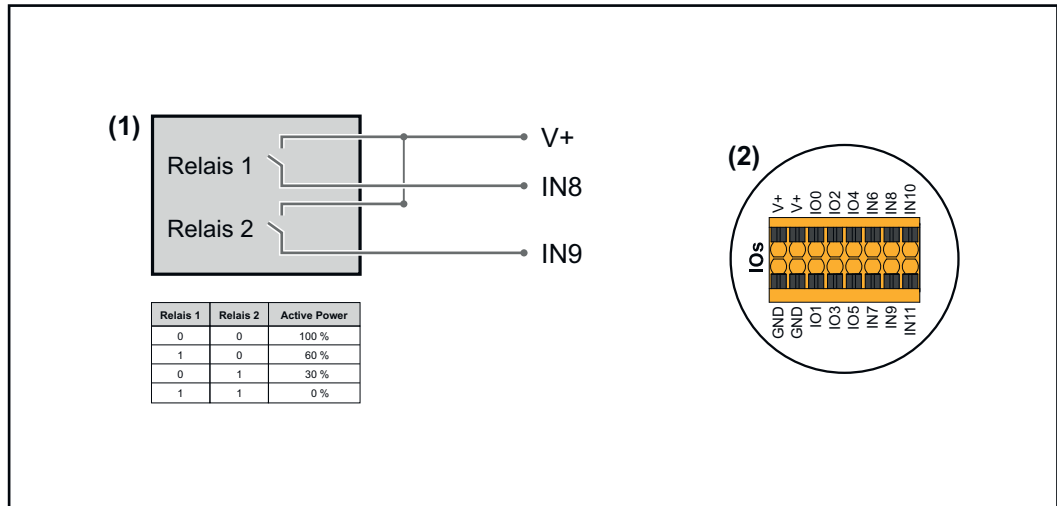 (1)
Relais 1
Relais 2
V+
IN8
IN9
Relais 1 Relais 2 Active Power
0 0 100 %
1 0 60 %
0 1 30 %
1 1 0 %
(2)
IOs
V+ V+ IO0 IO2 IO4 IN6 IN8 IN10
GND GND IO1 IO3 IO5 IN7 IN9 IN11